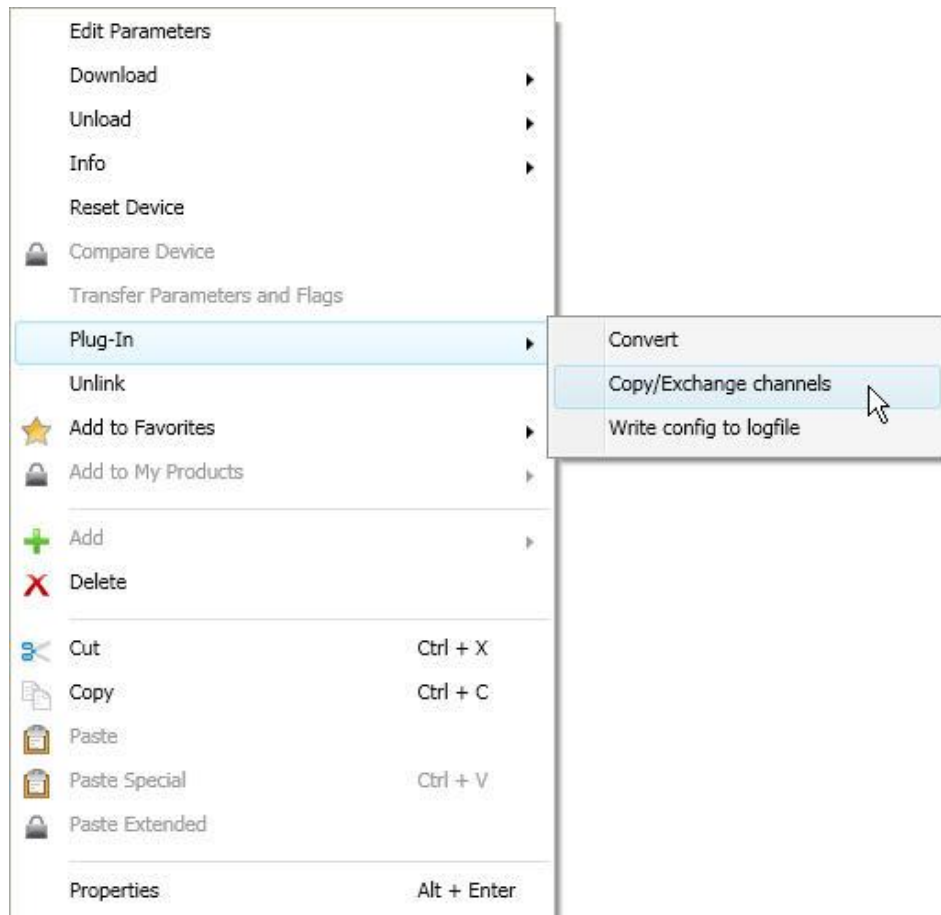 Edit Parameters
Download
Unload
Info
Reset Device
Compare Device
Transfer Parameters and Flags
Plug-In
Convert
Unlink
Copy/Exchange channels
Add to Favorites
Write config to logfile
Add to My Products
Add
Delete
Cut Ctrl + X
Copy Ctrl + C
Paste
Paste Special Ctrl + V
Paste Extended
Properties Alt + Enter